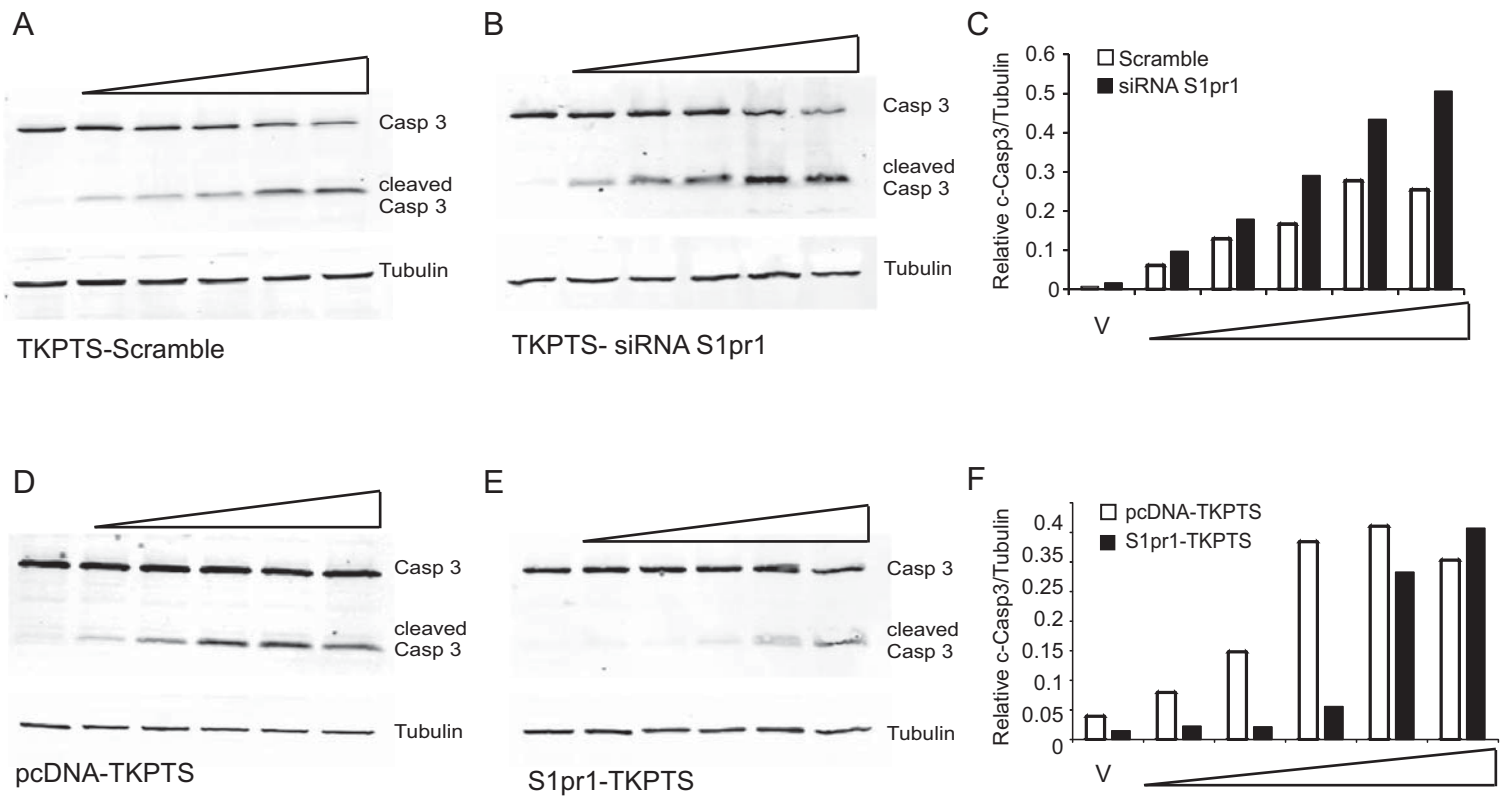 A
Casp 3
cleaved
Casp 3
Tubulin
TKPTS-Scramble
B
Casp 3
cleaved
Casp 3
Tubulin
TKPTS- siRNA S1pr1
C
Relative c-Casp3/Tubulin
0.6
0.5
0.4
0.3
0.2
0.1
0
Scramble
siRNA S1pr1
V
D
Casp 3
cleaved
Casp 3
Tubulin
pcDNA-TKPTS
E
Casp 3
cleaved
Casp 3
Tubulin
S1pr1-TKPTS
F
Relative c-Casp3/Tubulin
0.4
0.35
0.25
0.2
0.15
0.1
0.05
0
pcDNA-TKPTS
S1pr1-TKPTS
V